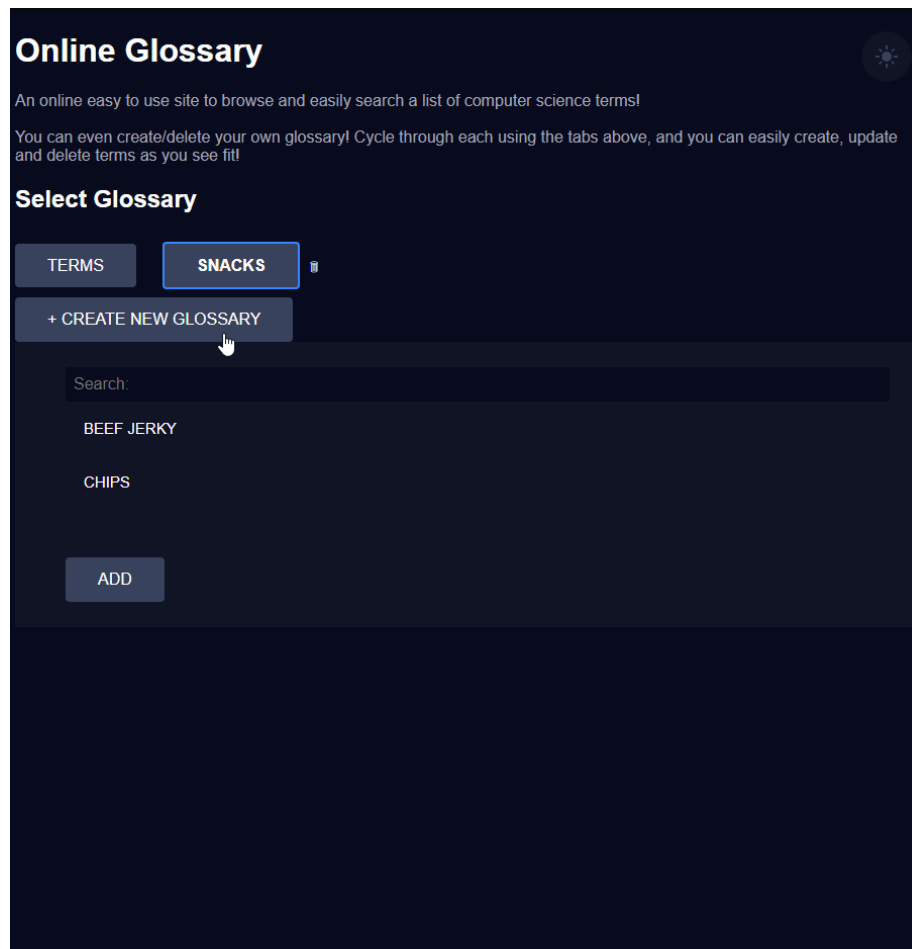 Online Glossary
An online easy to use site to browse and easily search a list of computer science terms!
You can even create/delete your own glossary! Cycle through each using the tabs above, and you can easily create, update
and delete terms as you see fit!
Select Glossary
TERMS
SNACKS
+ CREATE NEW GLOSSARY
Search:
BEEF JERKY
CHIPS
ADD